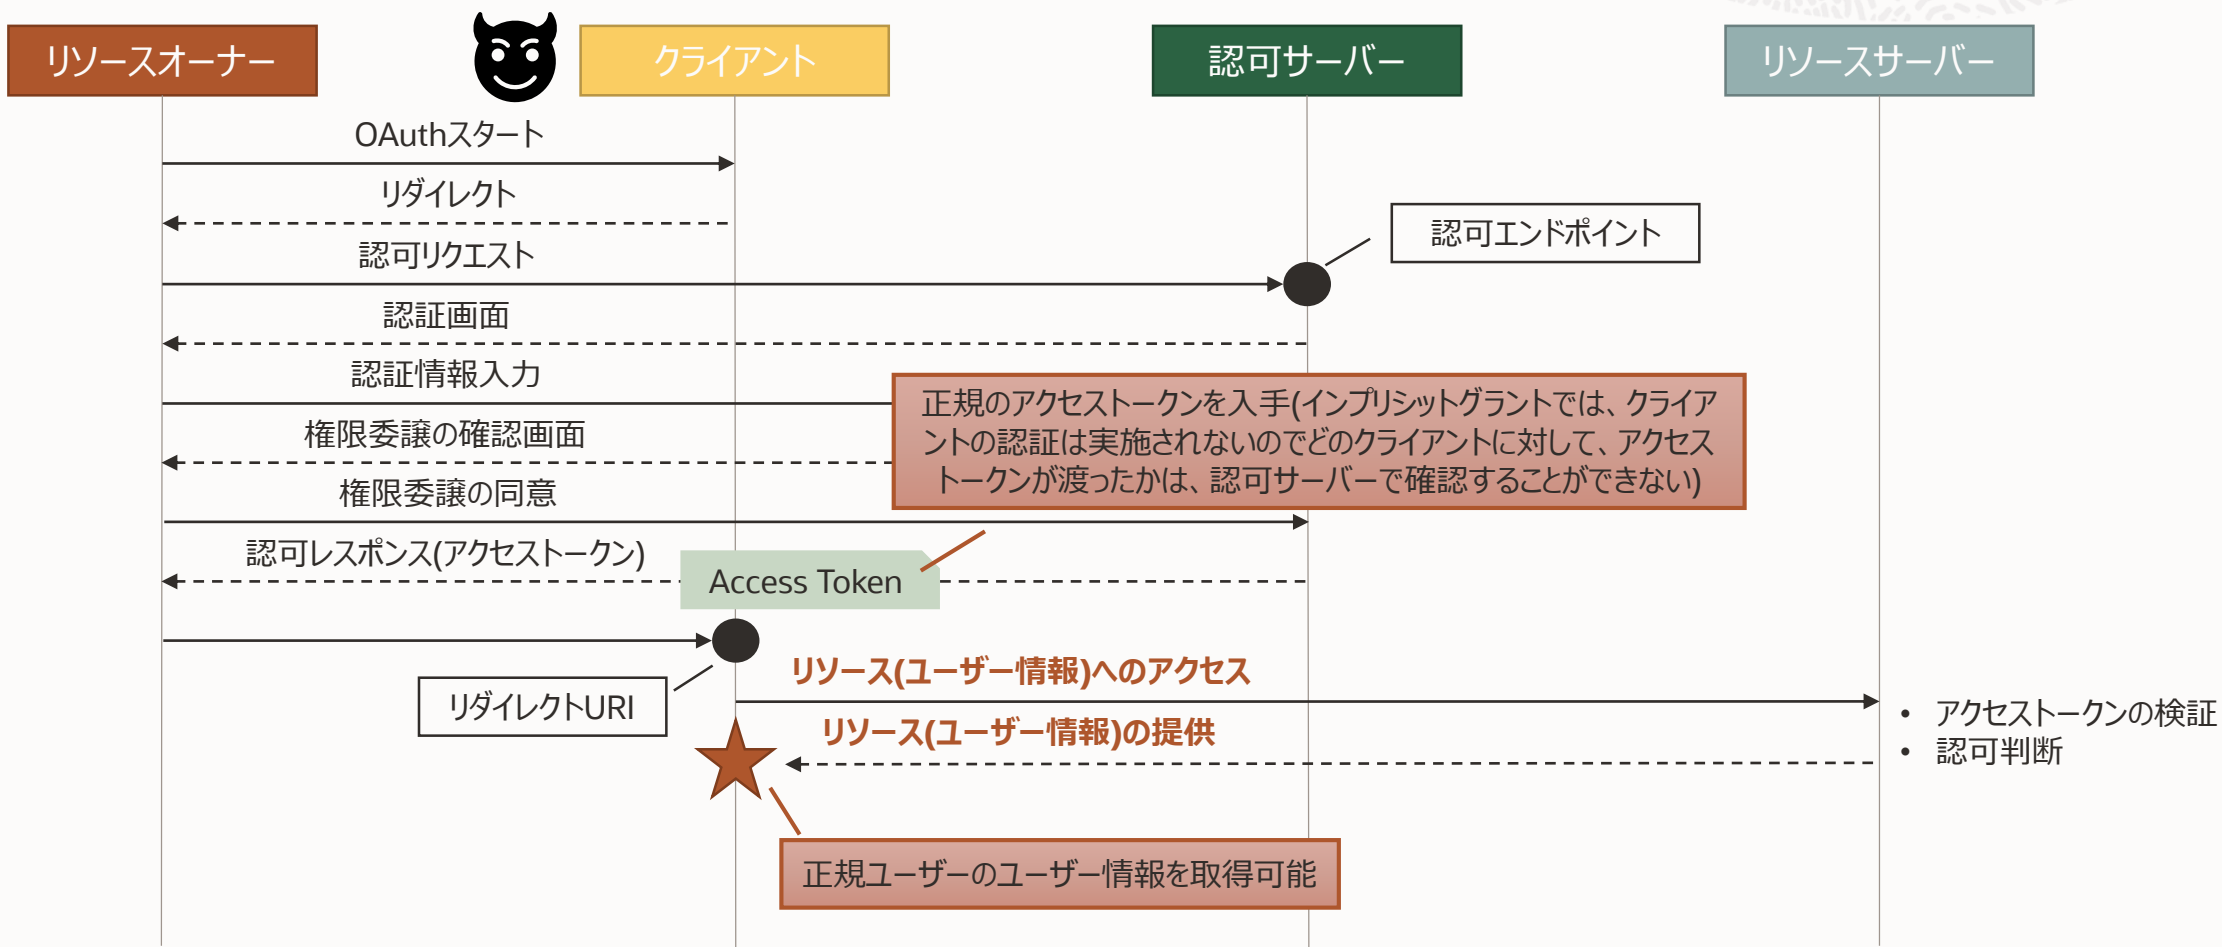 リソースオーナー
クライアント
認可サーバー
リソースサーバー
OAuthスタート
リダイレクト
認可エンドポイント
認可リクエスト
認証画面
認証情報入力
正規のアクセストークンを入手(インプリシットグラントでは、クライア
ントの認証は実施されないのでどのクライアントに対して、アクセス
トークンが渡ったかは、認可サーバーで確認することができない)
権限委譲の確認画面
権限委譲の同意
認可レスポンス(アクセストークン)
Access Token
リソース(ユーザー情報)へのアクセス
リダイレクトURI
リソース(ユーザー情報)の提供
• アクセストークンの検証
• 認可判断
正規ユーザーのユーザー情報を取得可能